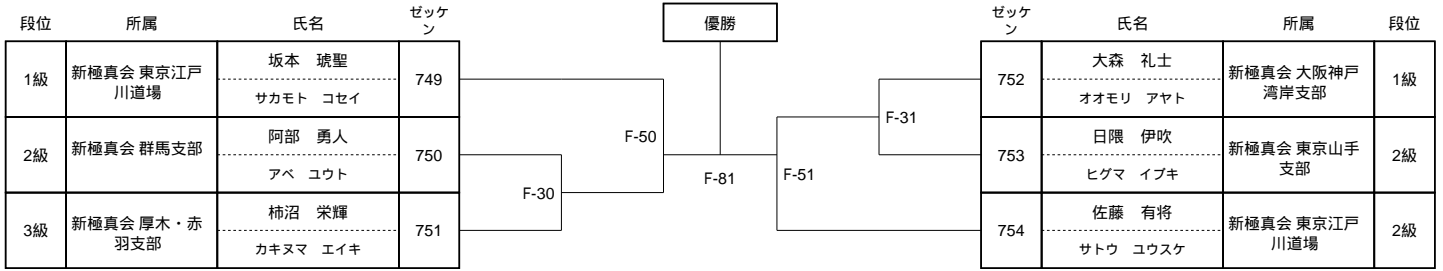 段位
所属
氏名
ゼッケ
ン
優勝
ゼッケ
ン
氏名
所属
段位
1級
新極真会 東京江戸
川道場
坂本　琥聖
サカモト　コセイ
749
2級
新極真会 群馬支部
阿部　勇人
アベ　ユウト
750
3級
新極真会 厚木・赤
羽支部
柿沼　栄輝
カキヌマ　エイキ
751
F-50
F-30
F-81
F-51
F-31
752
大森　礼士
オオモリ　アヤト
新極真会 大阪神戸
湾岸支部
1級
753
日隈　伊吹
ヒグマ　イブキ
新極真会 東京山手
支部
2級
754
佐藤　有将
サトウ　ユウスケ
新極真会 東京江戸
川道場
2級